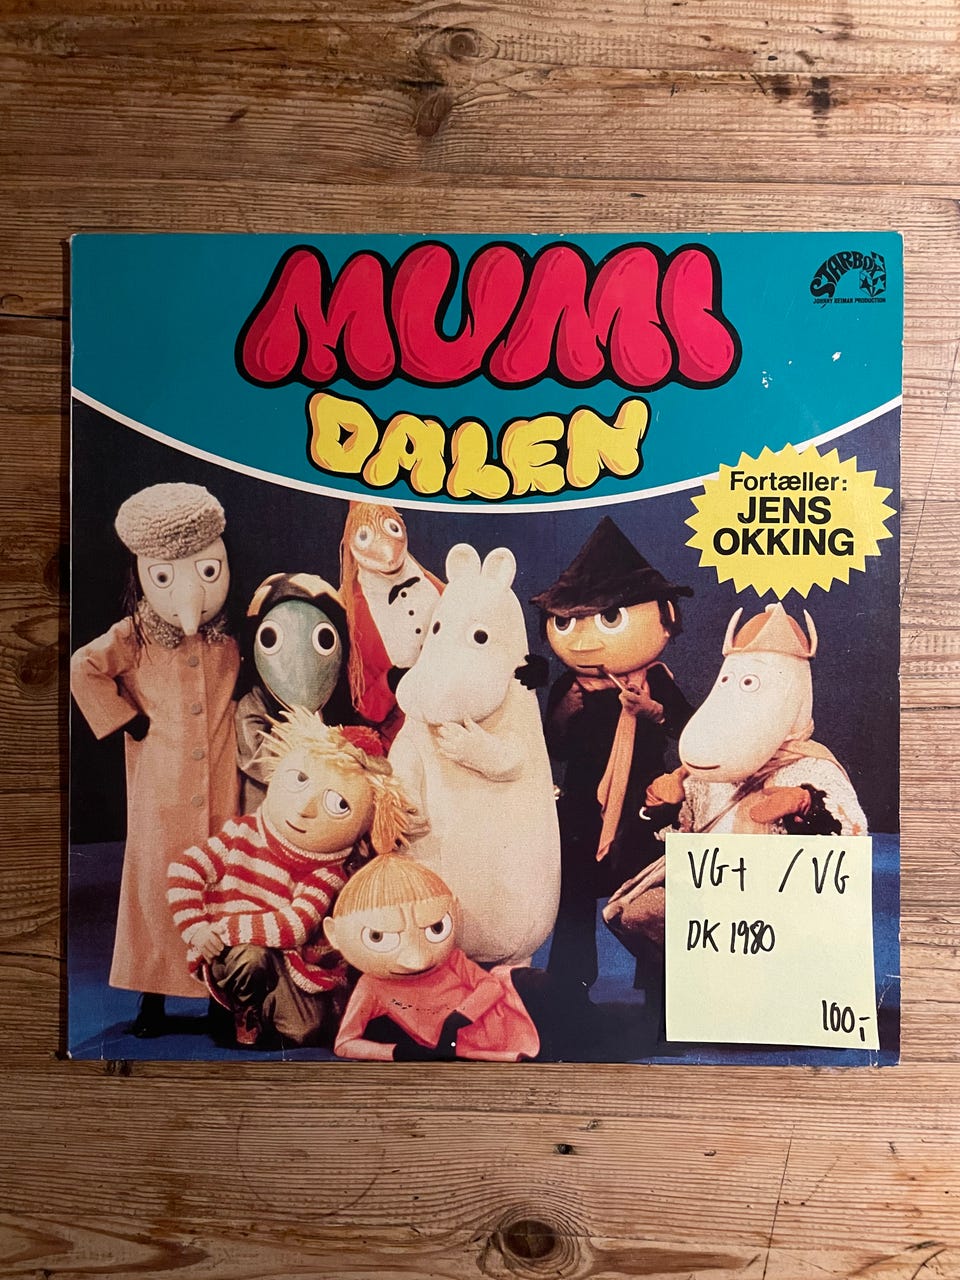 MUMI
DALEN
STARBOX
JOHNNY REIMAR PRODUCTION
Fortæller:
JENS
OKKING
VG+ / VG
DK 1980
100,-